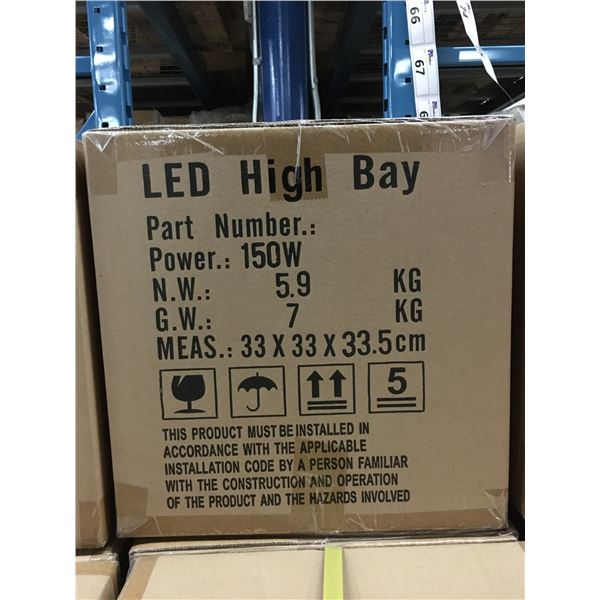 66
67
LED High Bay
Part Number.:
Power.: 150W
N.W.: 5.9 KG
G.W.: 7 KG
MEAS.: 33 X 33 X 33.5cm
5
THIS PRODUCT MUST BE INSTALLED IN
ACCORDANCE WITH THE APPLICABLE
INSTALLATION CODE BY A PERSON FAMILIAR
WITH THE CONSTRUCTION AND OPERATION
OF THE PRODUCT AND THE HAZARDS INVOLVED